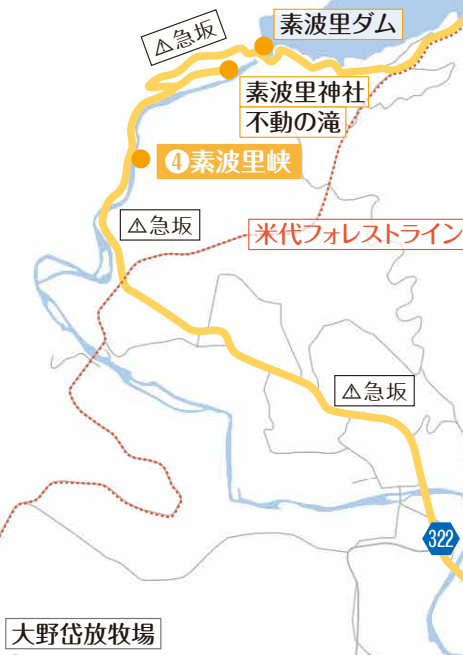 素波里ダム
⚠急坂
素波里神社
不動の滝
❹素波里峡
⚠急坂
米代フォレストライン
⚠急坂
322
大野岱放牧場